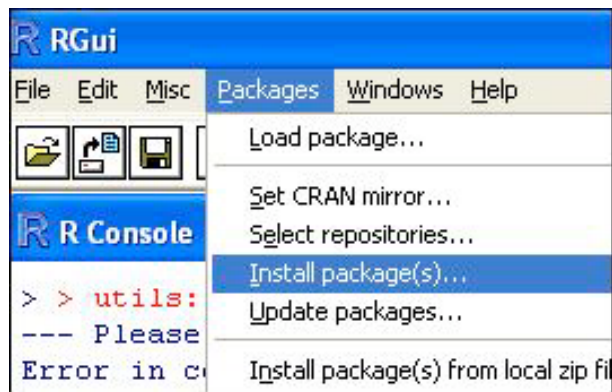 R RGui
File Edit Misc Packages Windows Help
Load package...
Set CRAN mirror...
R R Console
Select repositories...
Install package(s)...
> > utils:
Update packages...
--- Please
Error in c
Install package(s) from local zip fi